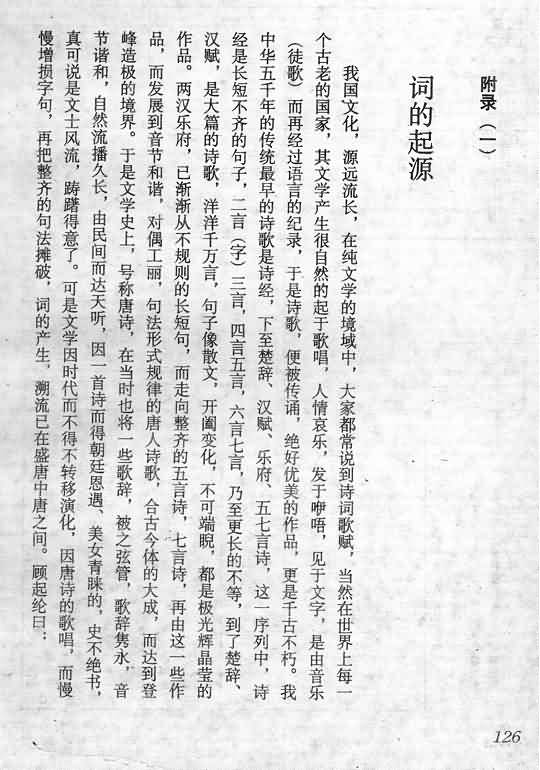 附录（一）
词的起源
我国文化，源远流长，在纯文学的境域中，大家都常说到诗词歌赋，当然在世界上每一
个古老的国家，其文学产生很自然的起于歌唱，人情哀乐，发于咿唔，见于文字，是由音乐
（徒歌）而再经过语言的纪录，于是诗歌，便被传诵，绝好优美的作品，更是千古不朽。我
中华五千年的传统最早的诗歌是诗经，下至楚辞、汉赋、乐府、五七言诗，这一序列中，诗
经是长短不齐的句子，二言（字）三言，四言五言，六言七言，乃至更长的不等，到了楚辞、
汉赋，是大篇的诗歌，洋洋千万言，句子像散文，开阖变化，不可端睨，都是极光辉晶莹的
作品。两汉乐府，已渐渐从不规则的长短句，而走向整齐的五言诗，七言诗，再由这一些作
品，而发展到音节和谐，对偶工丽，句法形式规律的唐人诗歌，合古今体的大成，而达到登
峰造极的境界。于是文学史上，号称唐诗，在当时也将一些歌辞，被之弦管，歌辞隽永，音
节谐和，自然流播久长，由民间而达天听，因一首诗而得朝廷恩遇、美女青睐的，史不绝书，
真可说是文士风流，踌躇得意了。可是文学因时代而不得不转移演化，因唐诗的歌唱，而慢
慢增损字句，再把整齐的句法摊破，词的产生，溯流已在盛唐中唐之间。顾起纶曰：
126